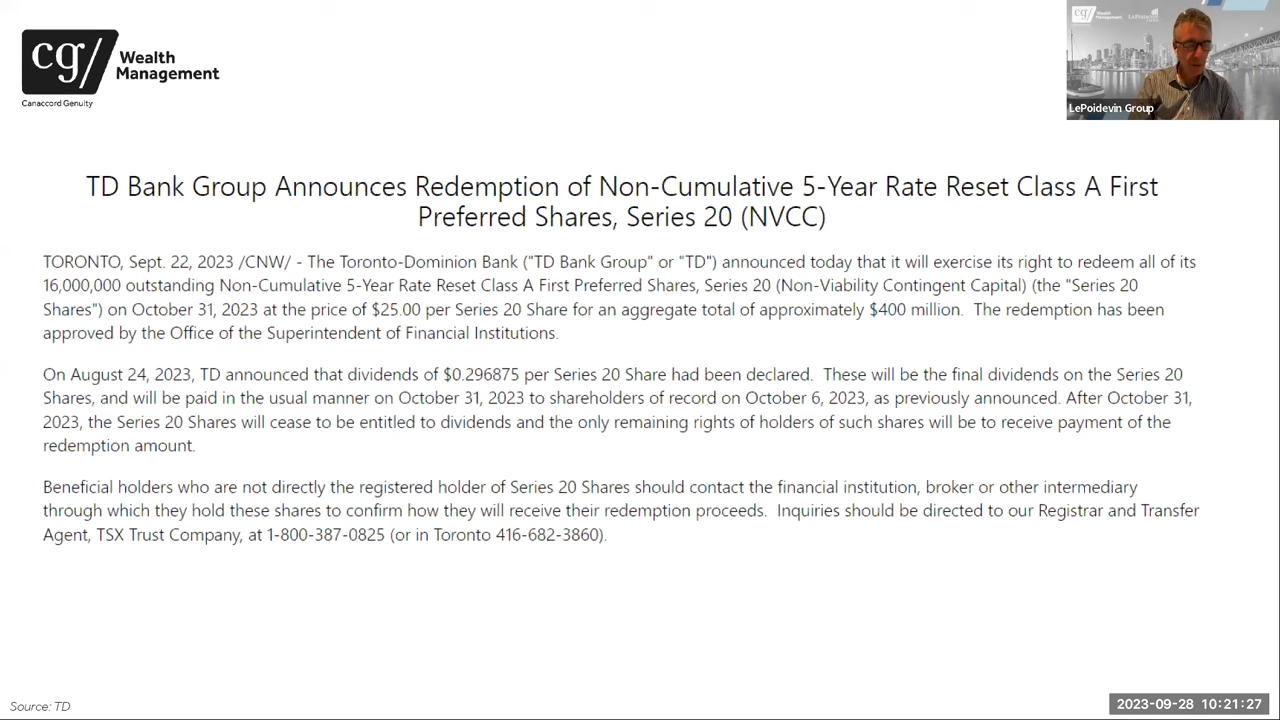 cg/ Wealth
Management
Canaccord Genuity
LePoidevin Group
TD Bank Group Announces Redemption of Non-Cumulative 5-Year Rate Reset Class A First
Preferred Shares, Series 20 (NVCC)
TORONTO, Sept. 22, 2023 /CNW/ - The Toronto-Dominion Bank ("TD Bank Group" or "TD") announced today that it will exercise its right to redeem all of its
16,000,000 outstanding Non-Cumulative 5-Year Rate Reset Class A First Preferred Shares, Series 20 (Non-Viability Contingent Capital) (the "Series 20
Shares") on October 31, 2023 at the price of $25.00 per Series 20 Share for an aggregate total of approximately $400 million.  The redemption has been
approved by the Office of the Superintendent of Financial Institutions.
On August 24, 2023, TD announced that dividends of $0.296875 per Series 20 Share had been declared.  These will be the final dividends on the Series 20
Shares, and will be paid in the usual manner on October 31, 2023 to shareholders of record on October 6, 2023, as previously announced. After October 31,
2023, the Series 20 Shares will cease to be entitled to dividends and the only remaining rights of holders of such shares will be to receive payment of the
redemption amount.
Beneficial holders who are not directly the registered holder of Series 20 Shares should contact the financial institution, broker or other intermediary
through which they hold these shares to confirm how they will receive their redemption proceeds.  Inquiries should be directed to our Registrar and Transfer
Agent, TSX Trust Company, at 1-800-387-0825 (or in Toronto 416-682-3860).
Source: TD
2023-09-28 10:21:27